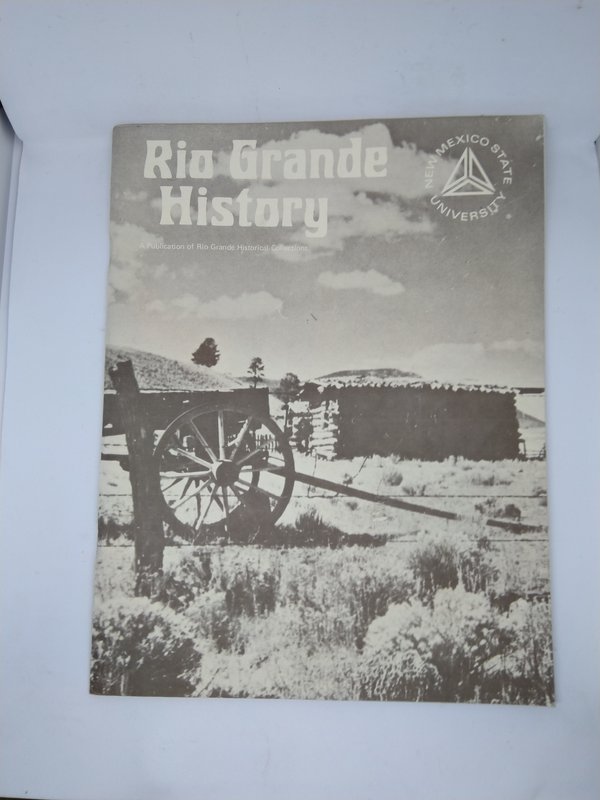 Rio Grande
History
A Publication of Rio Grande Historical Collections
NEW MEXICO STATE
UNIVERSITY